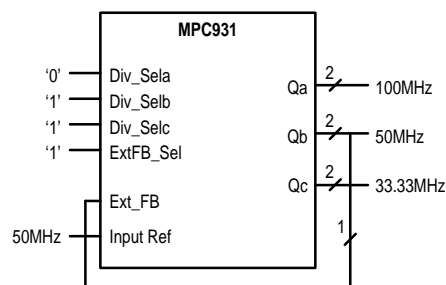 MPC931
'0' Div_Sela
'1' Div_Selb
'1' Div_Selc
'1' ExtFB_Sel
Ext_FB
50MHz Input Ref
Qa 2 100MHz
Qb 2 50MHz
Qc 2 33.33MHz
1